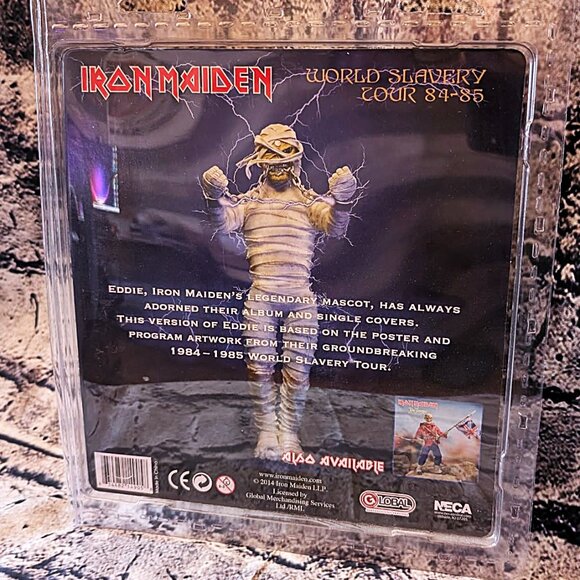 IRON MAIDEN
WORLD SLAVERY
TOUR 84-85
EDDIE, IRON MAIDEN'S LEGENDARY MASCOT, HAS ALWAYS
ADORNED THEIR ALBUM AND SINGLE COVERS.
THIS VERSION OF EDDIE IS BASED ON THE POSTER AND
PROGRAM ARTWORK FROM THEIR GROUNDBREAKING
1984–1985 WORLD SLAVERY TOUR.
ALSO AVAILABLE
IRON MAIDEN
www.ironmaiden.com
© 2014 Iron Maiden LLP.
Licensed by
Global Merchandising Services
Ltd /RML
CE
GLOBAL
NECA